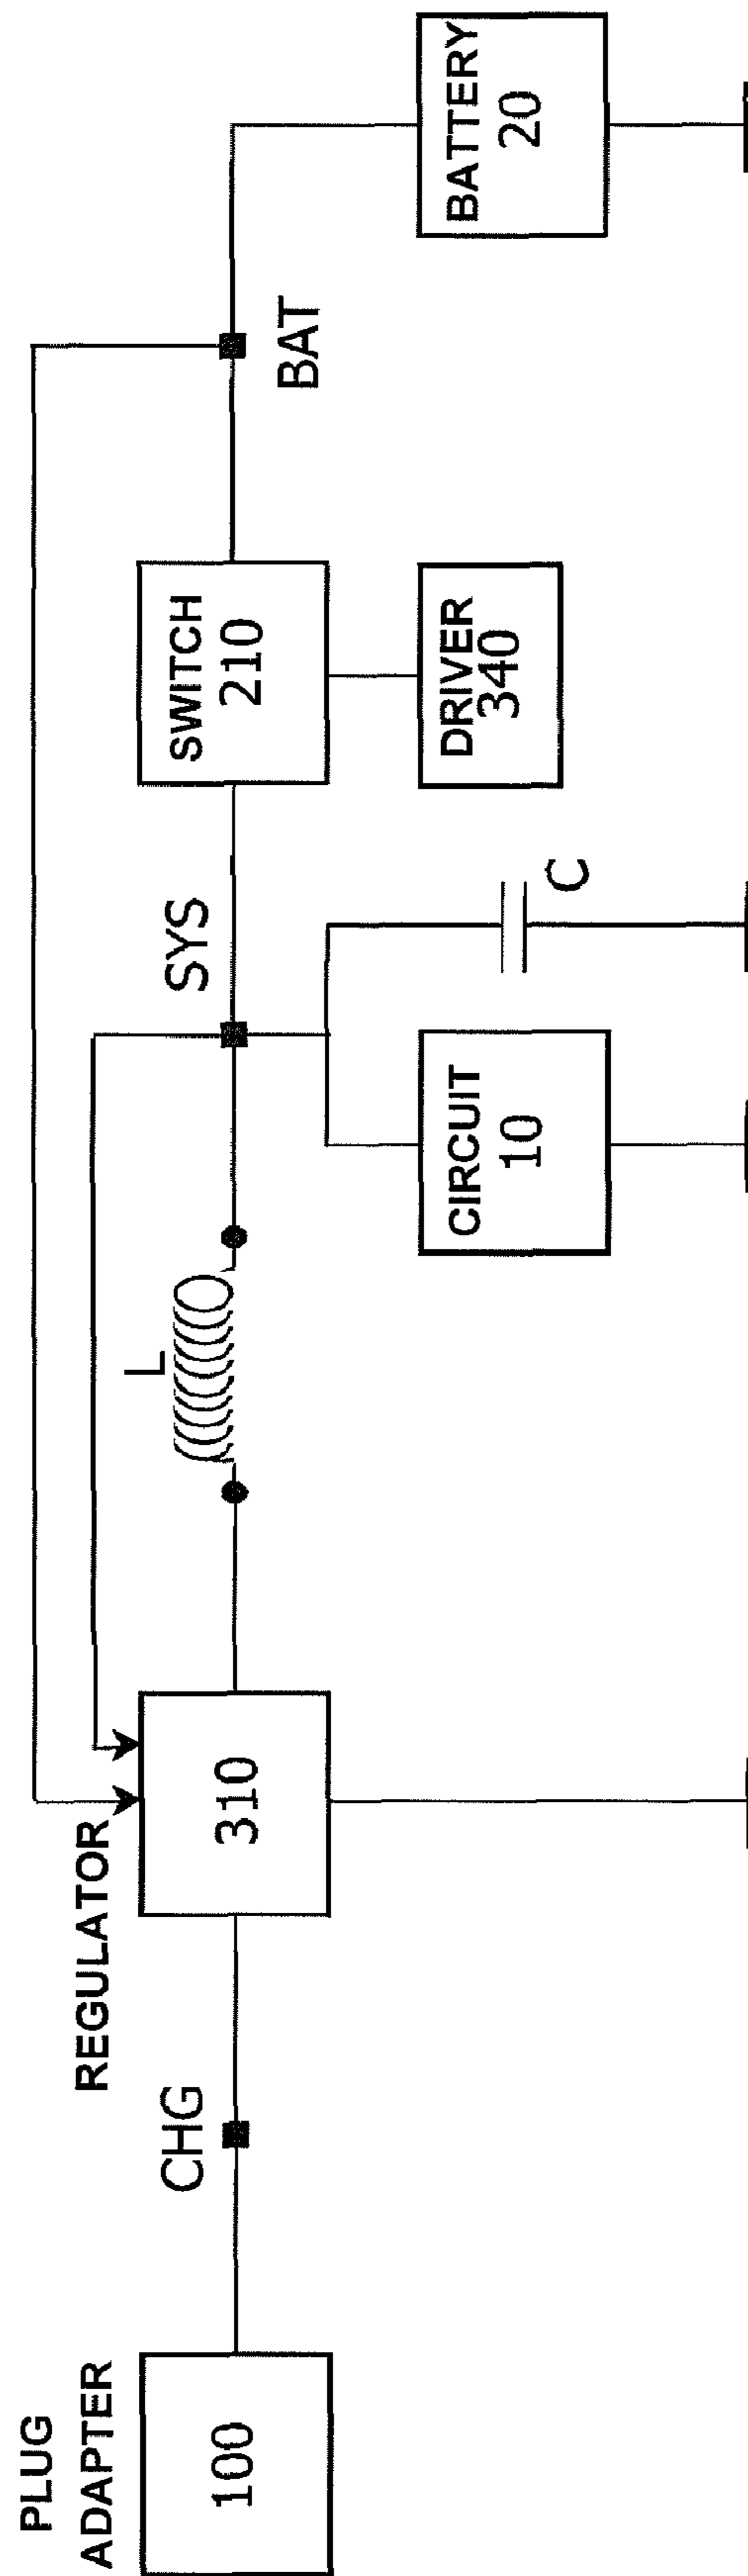 PLUG
ADAPTER
100
CHG
REGULATOR
310
L
SYS
CIRCUIT
10
C
SWITCH
210
DRIVER
340
BAT
BATTERY
20